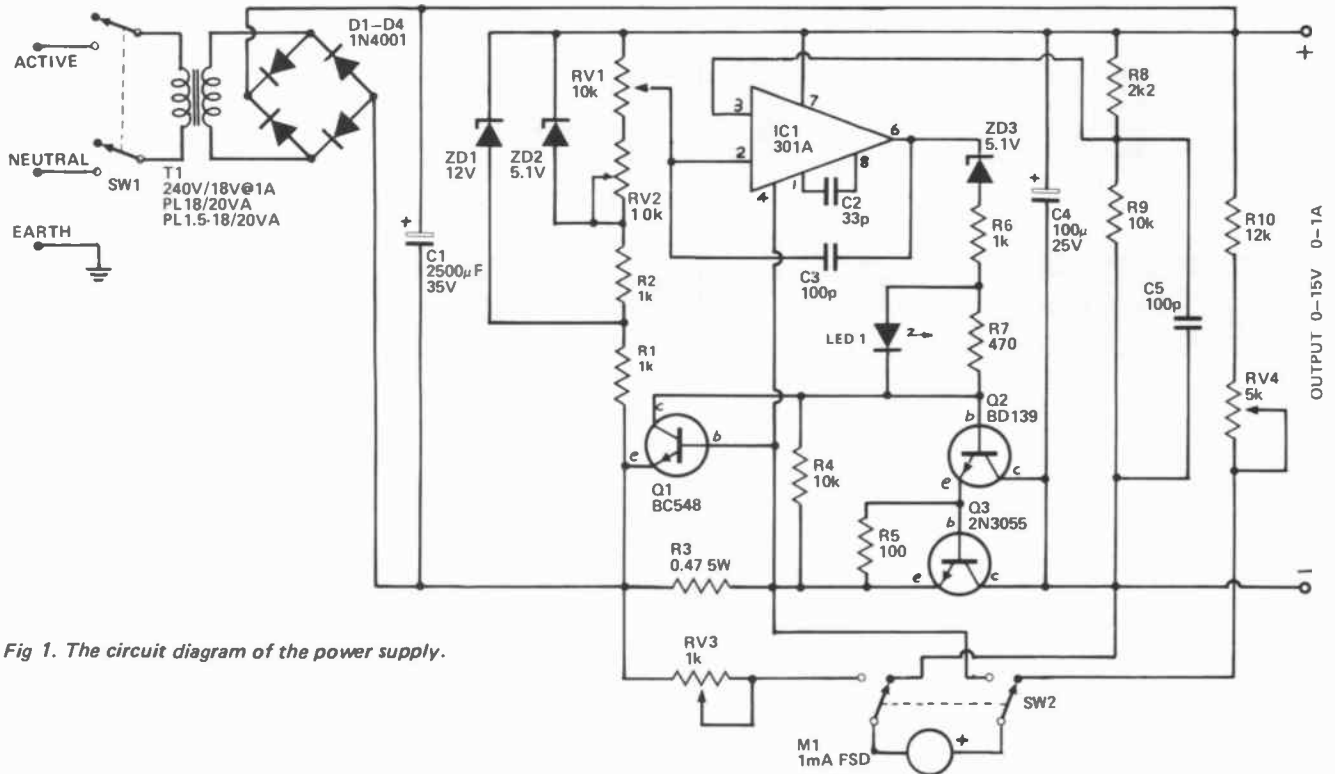 D1–D4
1N4001
ACTIVE
NEUTRAL
SW1
EARTH
T1
240V/18V@1A
PL18/20VA
PL1.5-18/20VA
+
C1
2500µF
35V
ZD1
12V
ZD2
5.1V
RV1
10k
RV2
10k
R2
1k
R1
1k
3
2
7
IC1
301A
6
8
1
4
C2
33p
C3
100p
ZD3
5.1V
R6
1k
LED 1
R7
470
+
C4
100µ
25V
R8
2k2
R9
10k
C5
100p
R10
12k
RV4
5k
+
OUTPUT 0–15V 0–1A
–
c
b
e
Q1
BC548
R4
10k
Q2
BD139
b
c
e
Q3
2N3055
b
e
c
R5
100
R3
0.47 5W
RV3
1k
SW2
M1
1mA FSD
+
Fig 1. The circuit diagram of the power supply.